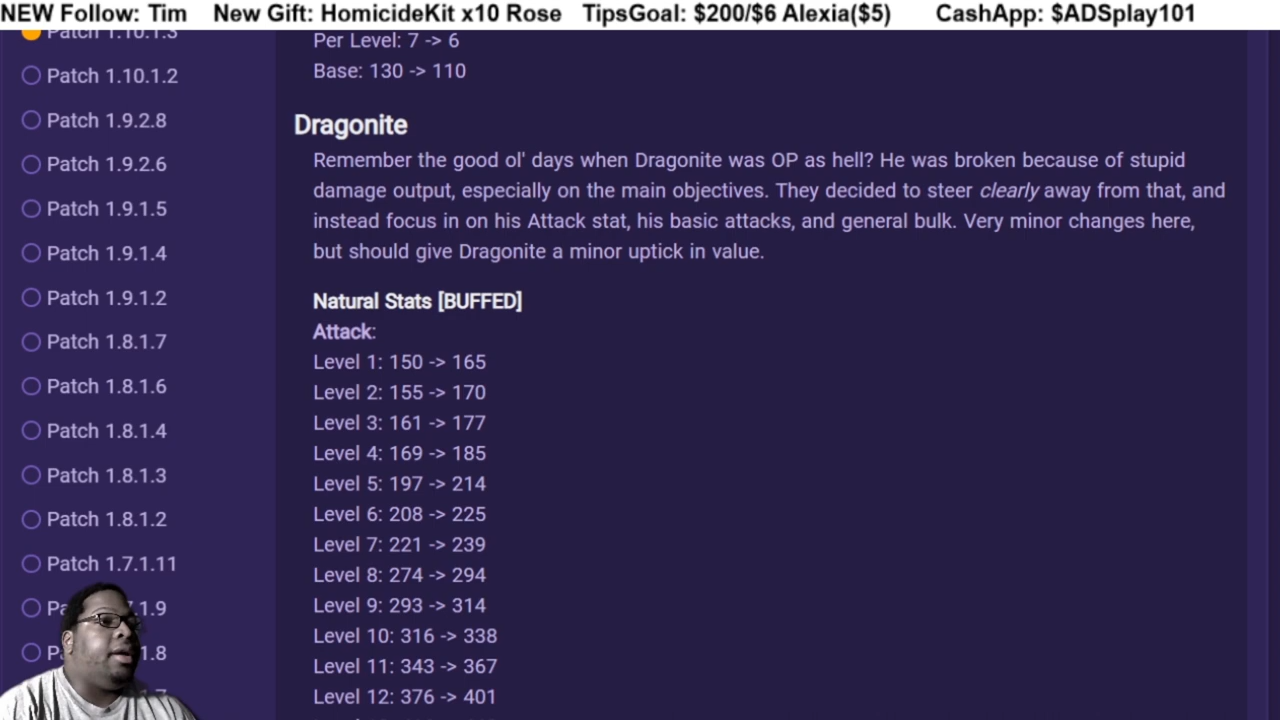 NEW Follow: Tim New Gift: HomicideKit x10 Rose TipsGoal: $200/$6 Alexia($5) CashApp: $ADSplay101
Patch 1.10.1.3
Patch 1.10.1.2
Patch 1.9.2.8
Patch 1.9.2.6
Patch 1.9.1.5
Patch 1.9.1.4
Patch 1.9.1.2
Patch 1.8.1.7
Patch 1.8.1.6
Patch 1.8.1.4
Patch 1.8.1.3
Patch 1.8.1.2
Patch 1.7.1.11
Per Level: 7 -> 6
Base: 130 -> 110
Dragonite
Remember the good ol' days when Dragonite was OP as hell? He was broken because of stupid
damage output, especially on the main objectives. They decided to steer clearly away from that, and
instead focus in on his Attack stat, his basic attacks, and general bulk. Very minor changes here,
but should give Dragonite a minor uptick in value.
Natural Stats [BUFFED]
Attack:
Level 1: 150 -> 165
Level 2: 155 -> 170
Level 3: 161 -> 177
Level 4: 169 -> 185
Level 5: 197 -> 214
Level 6: 208 -> 225
Level 7: 221 -> 239
Level 8: 274 -> 294
Level 9: 293 -> 314
Level 10: 316 -> 338
Level 11: 343 -> 367
Level 12: 376 -> 401